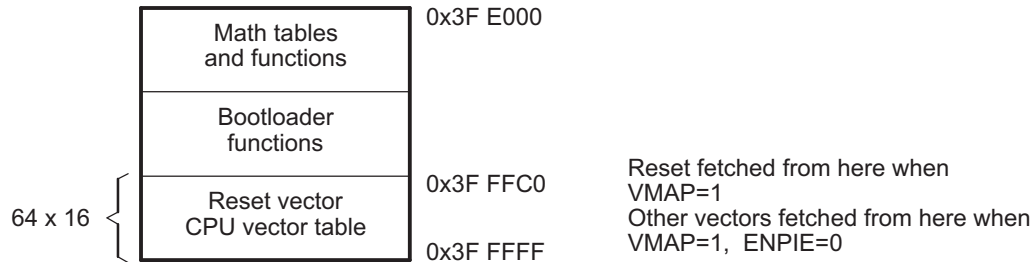 0x3F E000
Math tables
and functions
Bootloader
functions
0x3F FFC0
Reset fetched from here when
VMAP=1
Other vectors fetched from here when
VMAP=1, ENPIE=0
64 x 16
Reset vector
CPU vector table
0x3F FFFF